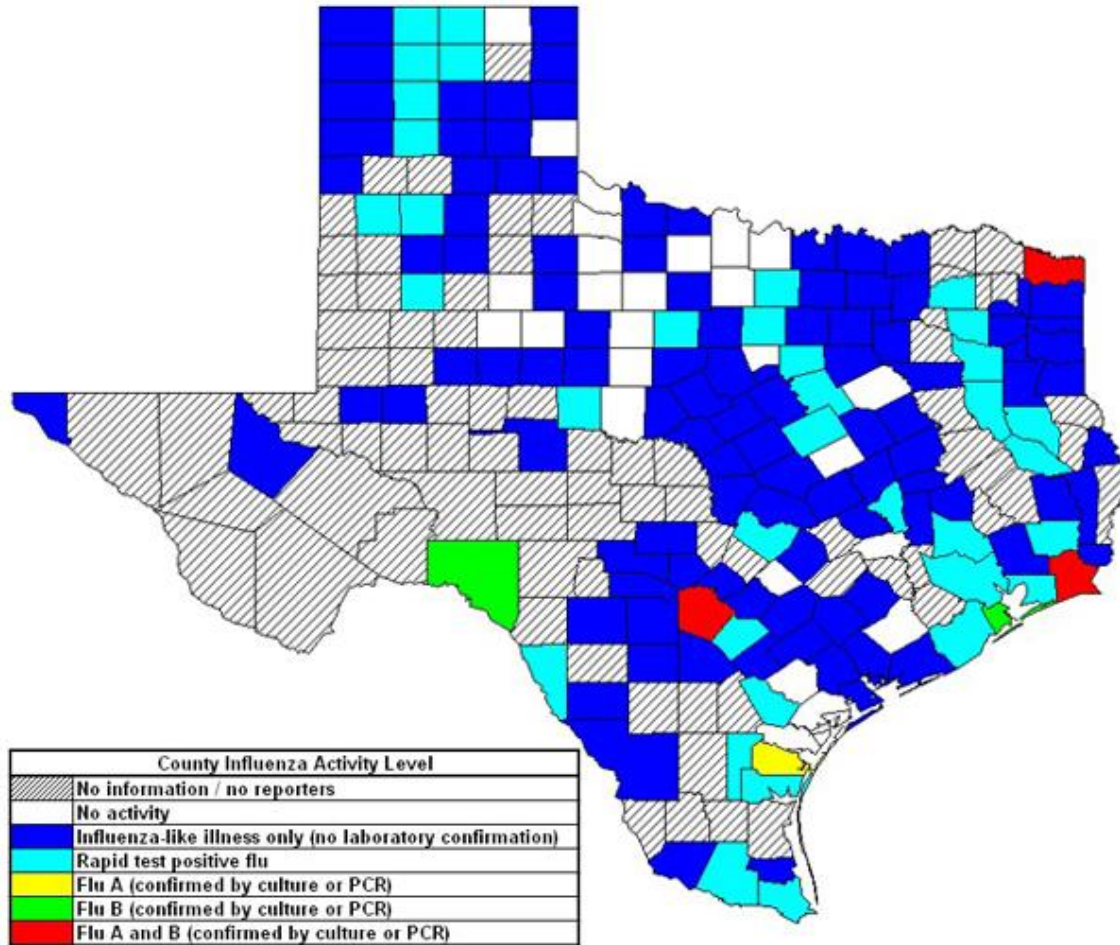 County Influenza Activity Level
No information / no reporters
No activity
Influenza-like illness only (no laboratory confirmation)
Rapid test positive flu
Flu A (confirmed by culture or PCR)
Flu B (confirmed by culture or PCR)
Flu A and B (confirmed by culture or PCR)